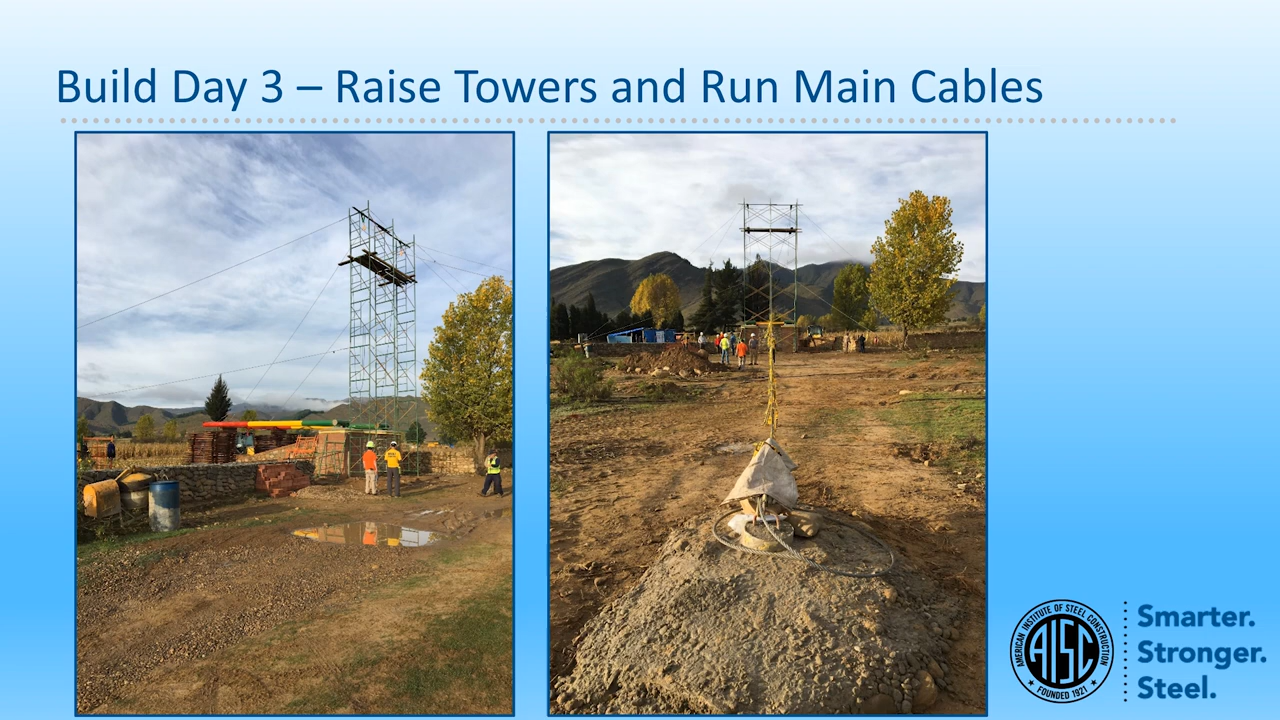 Build Day 3 – Raise Towers and Run Main Cables
AMERICAN INSTITUTE OF STEEL CONSTRUCTION
AISC
FOUNDED 1921
Smarter.
Stronger.
Steel.